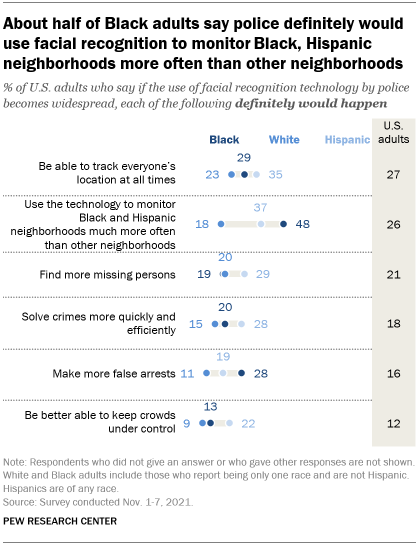 About half of Black adults say police definitely would
use facial recognition to monitor Black, Hispanic
neighborhoods more often than other neighborhoods
% of U.S. adults who say if the use of facial recognition technology by police
becomes widespread, each of the following definitely would happen
U.S.
adults
Black White Hispanic
29
Be able to track everyone's
location at all times
23 35 27
Use the technology to monitor
Black and Hispanic
neighborhoods much more often
than other neighborhoods
37
18 48 26
20
Find more missing persons 19 29 21
20
Solve crimes more quickly and
efficiently
15 28 18
19
Make more false arrests 11 28 16
13
Be better able to keep crowds
under control
9 22 12
Note: Respondents who did not give an answer or who gave other responses are not shown.
White and Black adults include those who report being only one race and are not Hispanic.
Hispanics are of any race.
Source: Survey conducted Nov. 1-7, 2021.
PEW RESEARCH CENTER